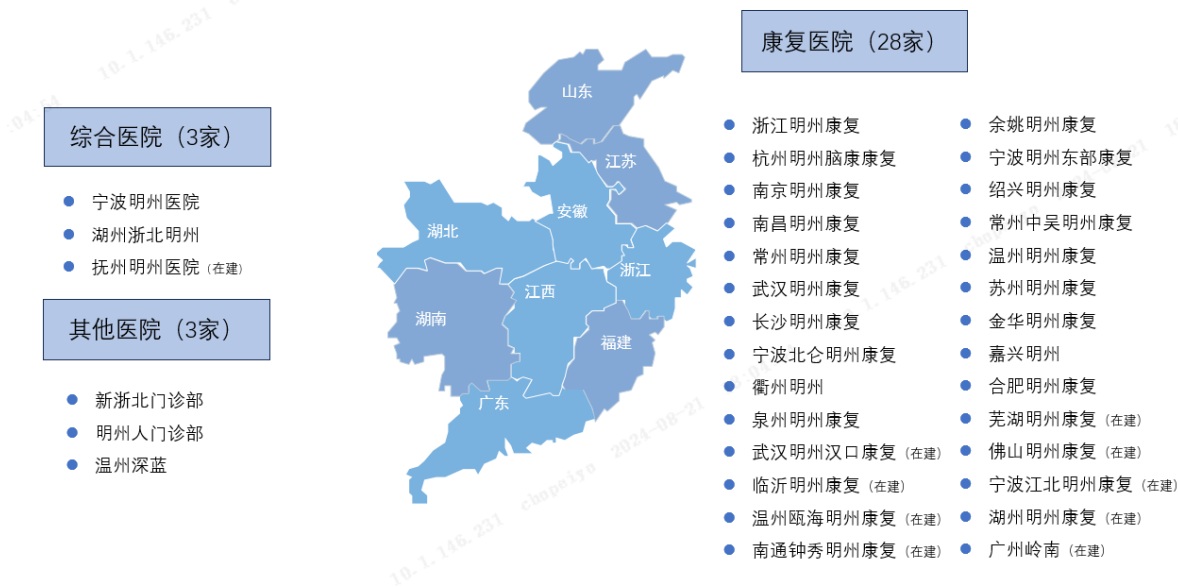 康复医院（28家）
综合医院（3家）
宁波明州医院
湖州浙北明州
抚州明州医院（在建）
其他医院（3家）
新浙北门诊部
明州人门诊部
温州深蓝
山东
江苏
安徽
湖北
浙江
江西
湖南
福建
广东
浙江明州康复
杭州明州脑康康复
南京明州康复
南昌明州康复
常州明州康复
武汉明州康复
长沙明州康复
宁波北仑明州康复
衢州明州
泉州明州康复
武汉明州汉口康复（在建）
临沂明州康复（在建）
温州瓯海明州康复（在建）
南通钟秀明州康复（在建）
余姚明州康复
宁波明州东部康复
绍兴明州康复
常州中吴明州康复
温州明州康复
苏州明州康复
金华明州康复
嘉兴明州
合肥明州康复
芜湖明州康复（在建）
佛山明州康复（在建）
宁波江北明州康复（在建）
湖州明州康复（在建）
广州岭南（在建）
10.1.146.231
10.1.146.231 chopeiyo 2024-08-21